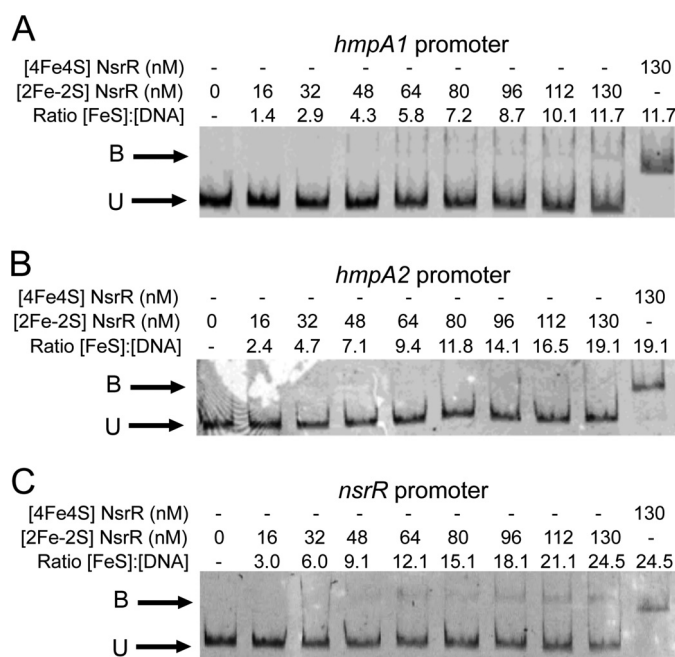 A
hmpA1 promoter
[4Fe4S] NsrR (nM) - - - - - - - - - 130
[2Fe-2S] NsrR (nM) 0 16 32 48 64 80 96 112 130 -
Ratio [FeS]:[DNA] - 1.4 2.9 4.3 5.8 7.2 8.7 10.1 11.7 11.7
B
U
B
hmpA2 promoter
[4Fe4S] NsrR (nM) - - - - - - - - - 130
[2Fe-2S] NsrR (nM) 0 16 32 48 64 80 96 112 130 -
Ratio [FeS]:[DNA] - 2.4 4.7 7.1 9.4 11.8 14.1 16.5 19.1 19.1
B
U
C
nsrR promoter
[4Fe4S] NsrR (nM) - - - - - - - - - 130
[2Fe-2S] NsrR (nM) 0 16 32 48 64 80 96 112 130 -
Ratio [FeS]:[DNA] - 3.0 6.0 9.1 12.1 15.1 18.1 21.1 24.5 24.5
B
U